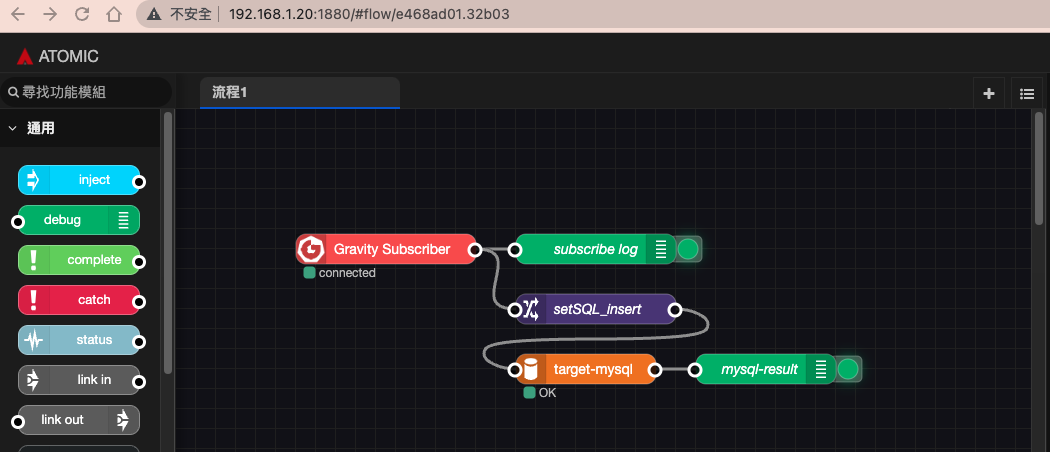 不安全 192.168.1.20:1880/#flow/e468ad01.32b03
ATOMIC
尋找功能模組
流程1
通用
inject
debug
complete
catch
status
link in
link out
Gravity Subscriber
connected
subscribe log
setSQL_insert
target-mysql
OK
mysql-result